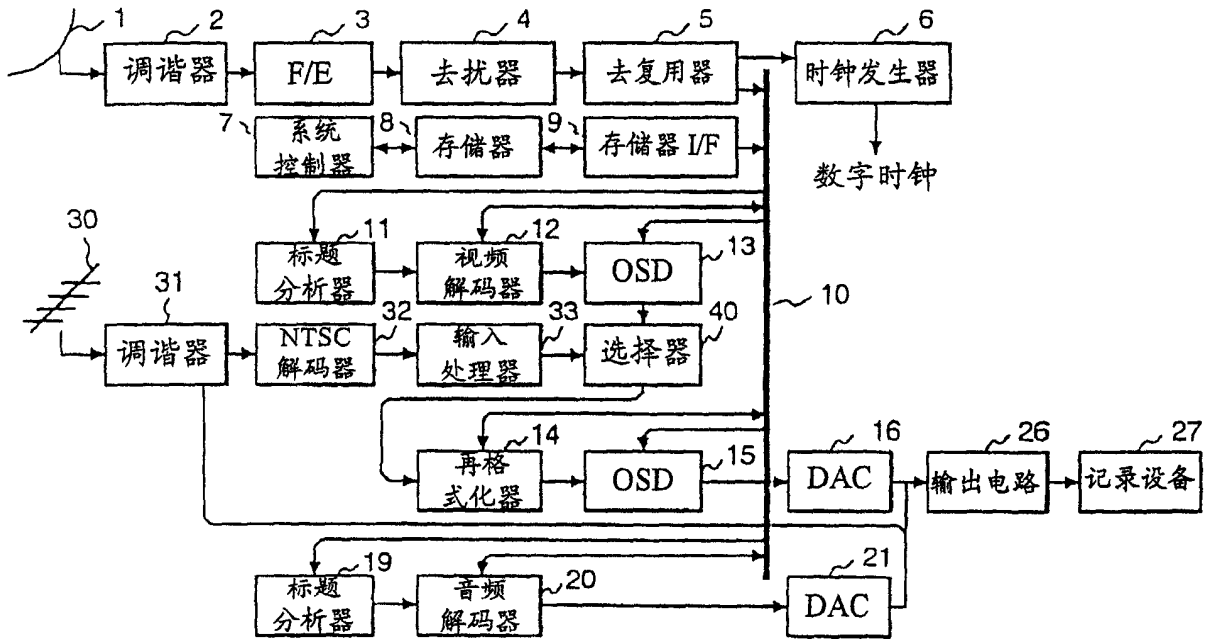 1
2
3
4
5
6
调谐器
F/E
去扰器
去复用器
时钟发生器
7
系统
控制器
8
存储器
9
存储器 I/F
数字时钟
30
11
标题
分析器
12
视频
解码器
13
OSD
10
31
调谐器
32
NTSC
解码器
33
输入
处理器
40
选择器
14
再格
式化器
15
OSD
16
DAC
26
输出电路
27
记录设备
19
标题
分析器
20
音频
解码器
21
DAC